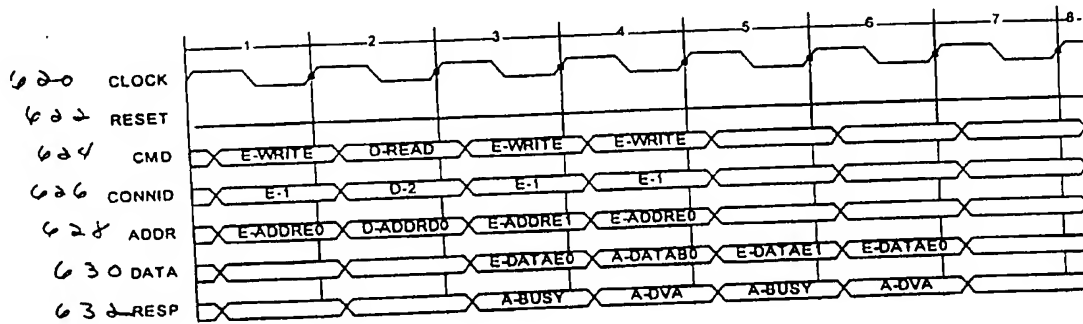 1 2 3 4 5 6 7 8
620 CLOCK
622 RESET
624 CMD E-WRITE D-READ E-WRITE E-WRITE
626 CONNID E-1 D-2 E-1 E-1
628 ADDR E-ADDRE0 D-ADDRD0 E-ADDRE1 E-ADDRE0
630 DATA E-DATAE0 A-DATAB0 E-DATAE1 E-DATAE0
632 RESP A-BUSY A-DVA A-BUSY A-DVA